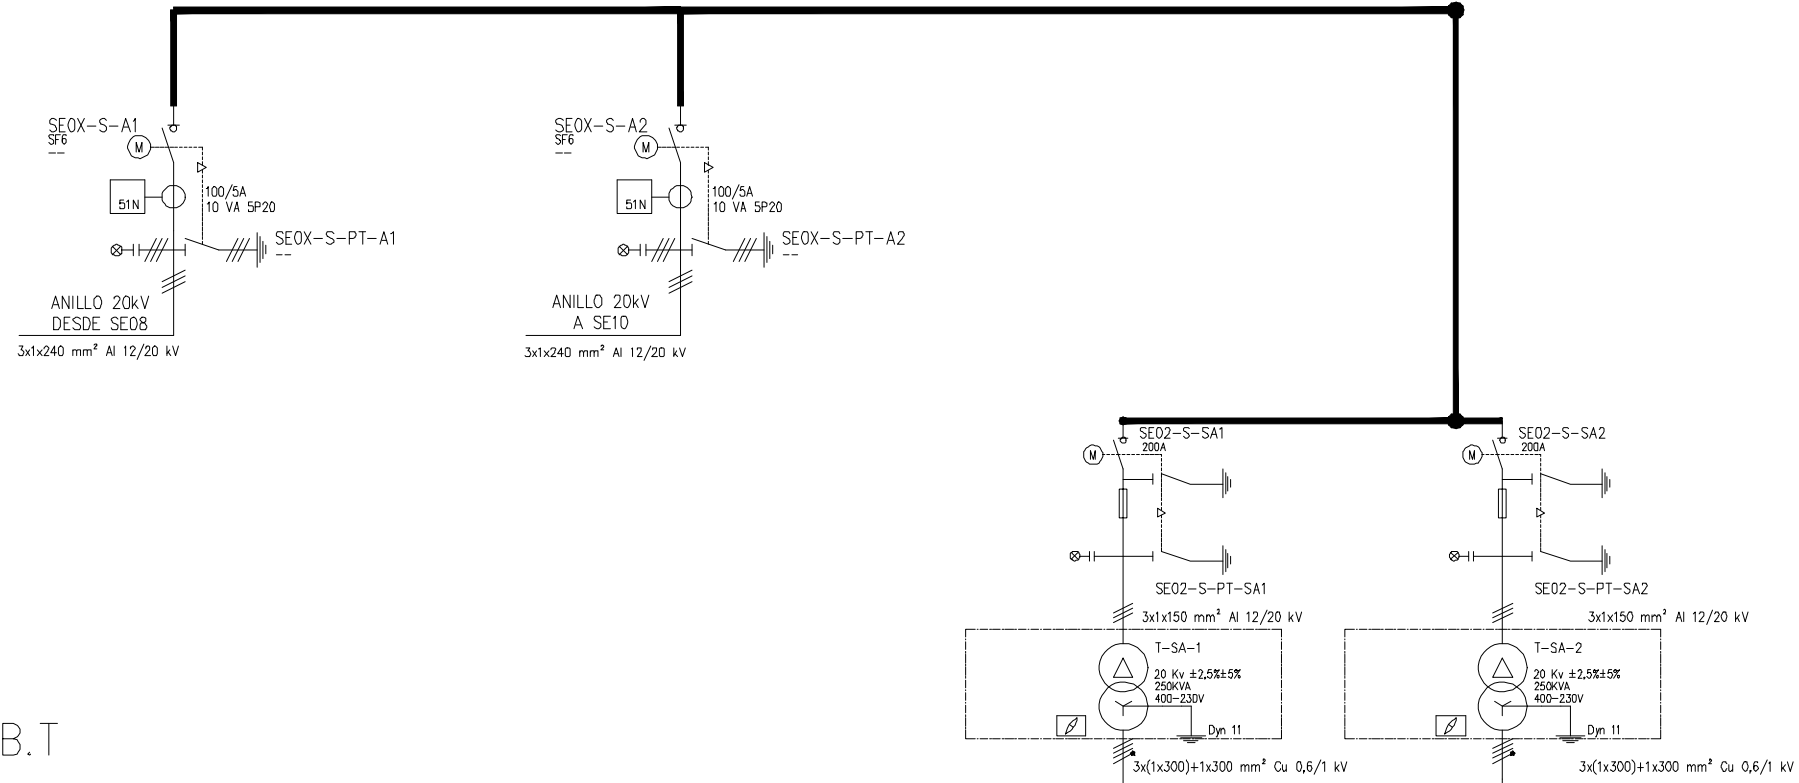 SE0X-S-A1
SF6
--
M
51N
100/5A
10 VA 5P20
SE0X-S-PT-A1
--
ANILLO 20kV
DESDE SE08
3x1x240 mm² Al 12/20 kV
SE0X-S-A2
SF6
--
M
51N
100/5A
10 VA 5P20
SE0X-S-PT-A2
--
ANILLO 20kV
A SE10
3x1x240 mm² Al 12/20 kV
SE02-S-SA1
200A
M
SE02-S-PT-SA1
3x1x150 mm² Al 12/20 kV
T-SA-1
20 Kv ±2,5%±5%
250KVA
400-230V
Dyn 11
3x(1x300)+1x300 mm² Cu 0,6/1 kV
SE02-S-SA2
200A
M
SE02-S-PT-SA2
3x1x150 mm² Al 12/20 kV
T-SA-2
20 Kv ±2,5%±5%
250KVA
400-230V
Dyn 11
3x(1x300)+1x300 mm² Cu 0,6/1 kV
B.T